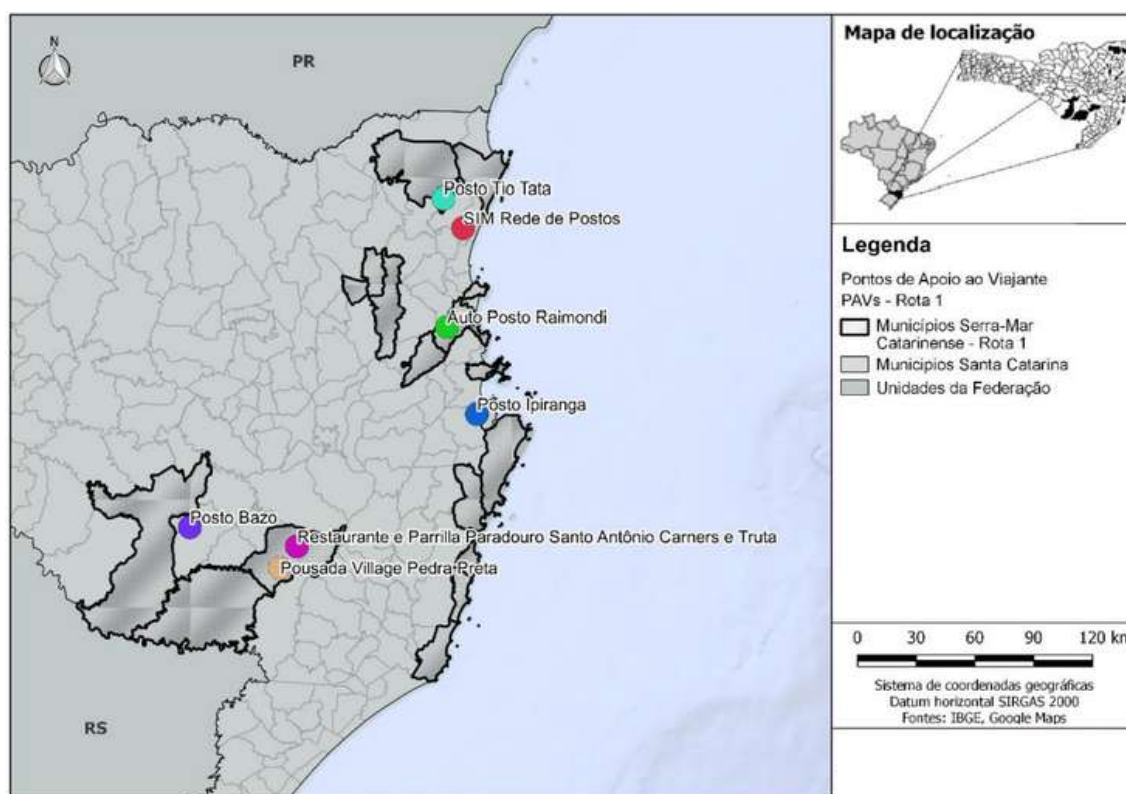 N
PR
Posto Tio Tata
SIM Rede de Postos
Auto Posto Raimondi
Posto Ipiranga
Posto Bazo
Restaurante e Parrilla Paradouro Santo Antônio Carners e Truta
Pousada Village Pedra Preta
RS
Mapa de localização
Legenda
Pontos de Apoio ao Viajante
PAVs - Rota 1
Municípios Serra-Mar
Catarinense - Rota 1
Municipios Santa Catarina
Unidades da Federação
0 30 60 90 120 km
Sistema de coordenadas geográficas
Datum horizontal SIRGAS 2000
Fontes: IBGE, Google Maps